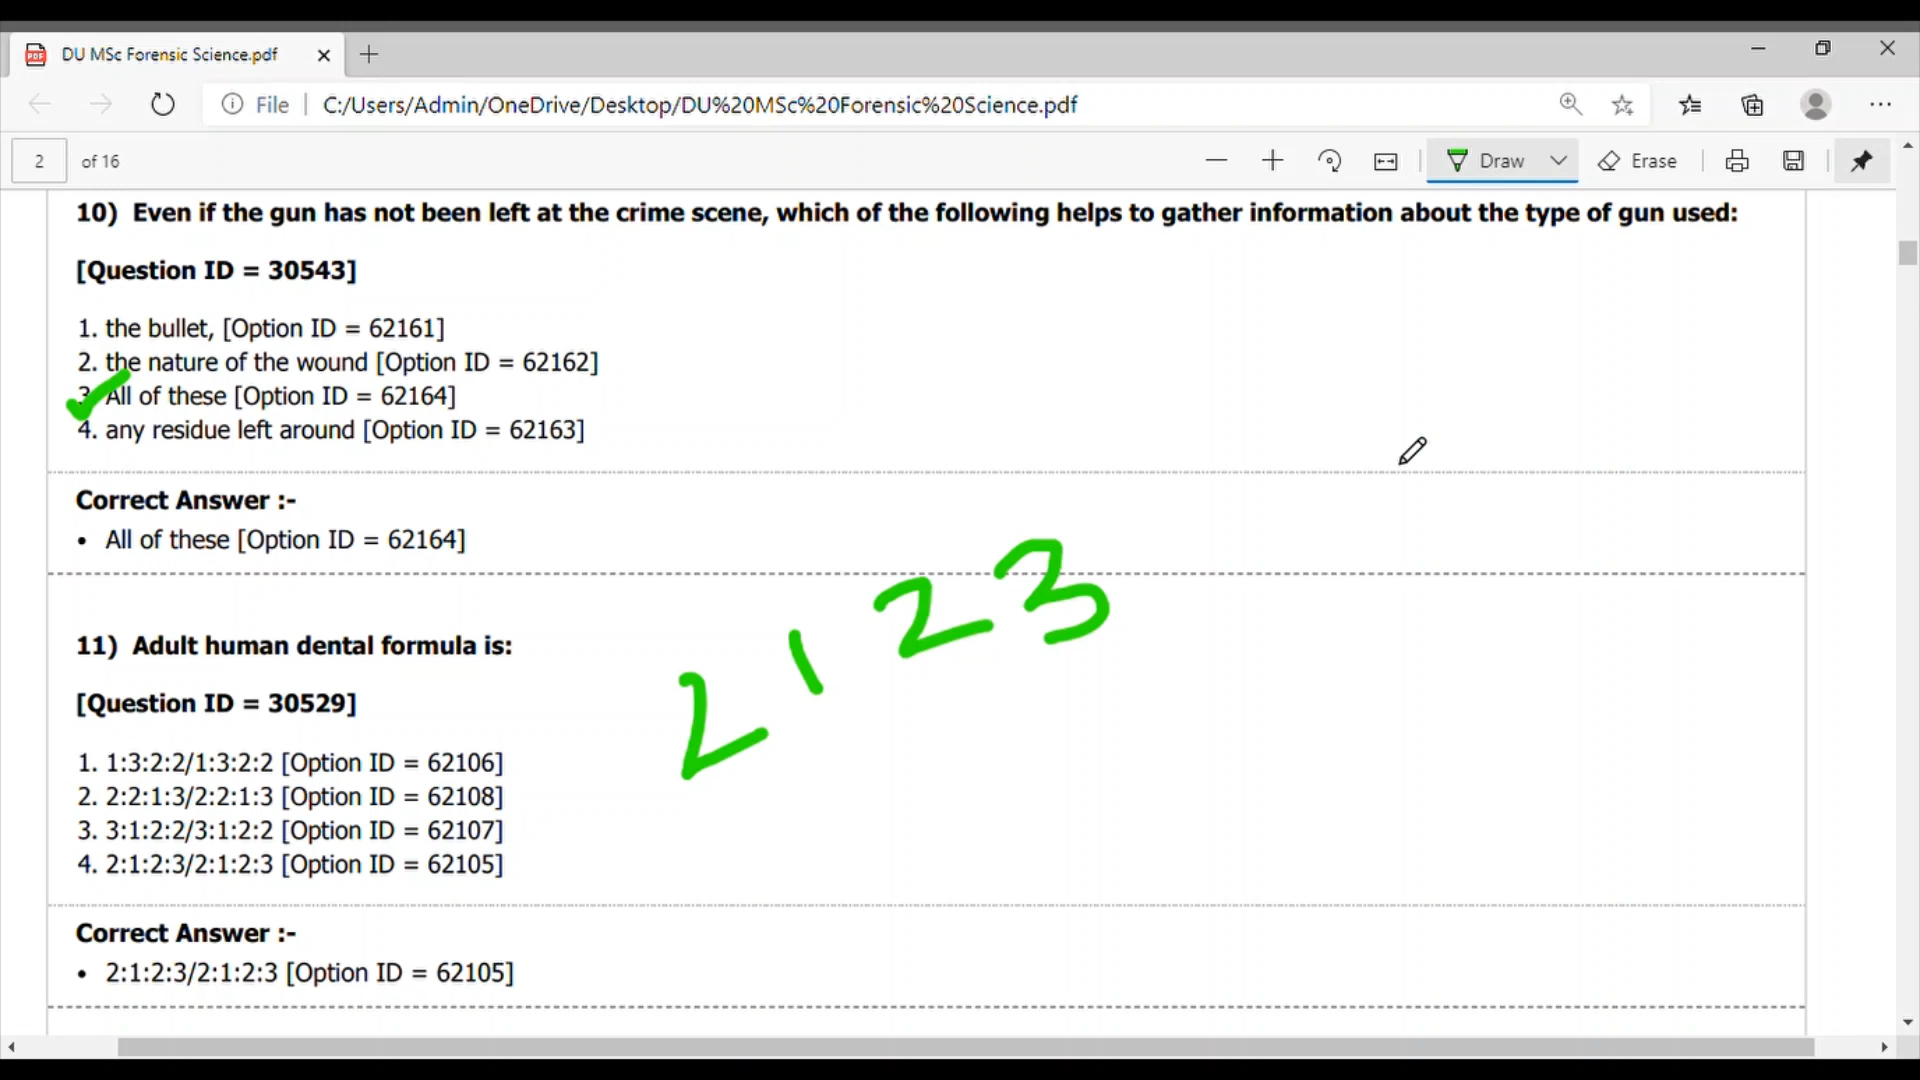 DU MSc Forensic Science.pdf
File C:/Users/Admin/OneDrive/Desktop/DU%20MSc%20Forensic%20Science.pdf
2 of 16 Draw Erase
10) Even if the gun has not been left at the crime scene, which of the following helps to gather information about the type of gun used:
[Question ID = 30543]
1. the bullet, [Option ID = 62161]
2. the nature of the wound [Option ID = 62162]
3. All of these [Option ID = 62164]
4. any residue left around [Option ID = 62163]
Correct Answer :-
• All of these [Option ID = 62164]
2 1 2 3
11) Adult human dental formula is:
[Question ID = 30529]
1. 1:3:2:2/1:3:2:2 [Option ID = 62106]
2. 2:2:1:3/2:2:1:3 [Option ID = 62108]
3. 3:1:2:2/3:1:2:2 [Option ID = 62107]
4. 2:1:2:3/2:1:2:3 [Option ID = 62105]
Correct Answer :-
• 2:1:2:3/2:1:2:3 [Option ID = 62105]